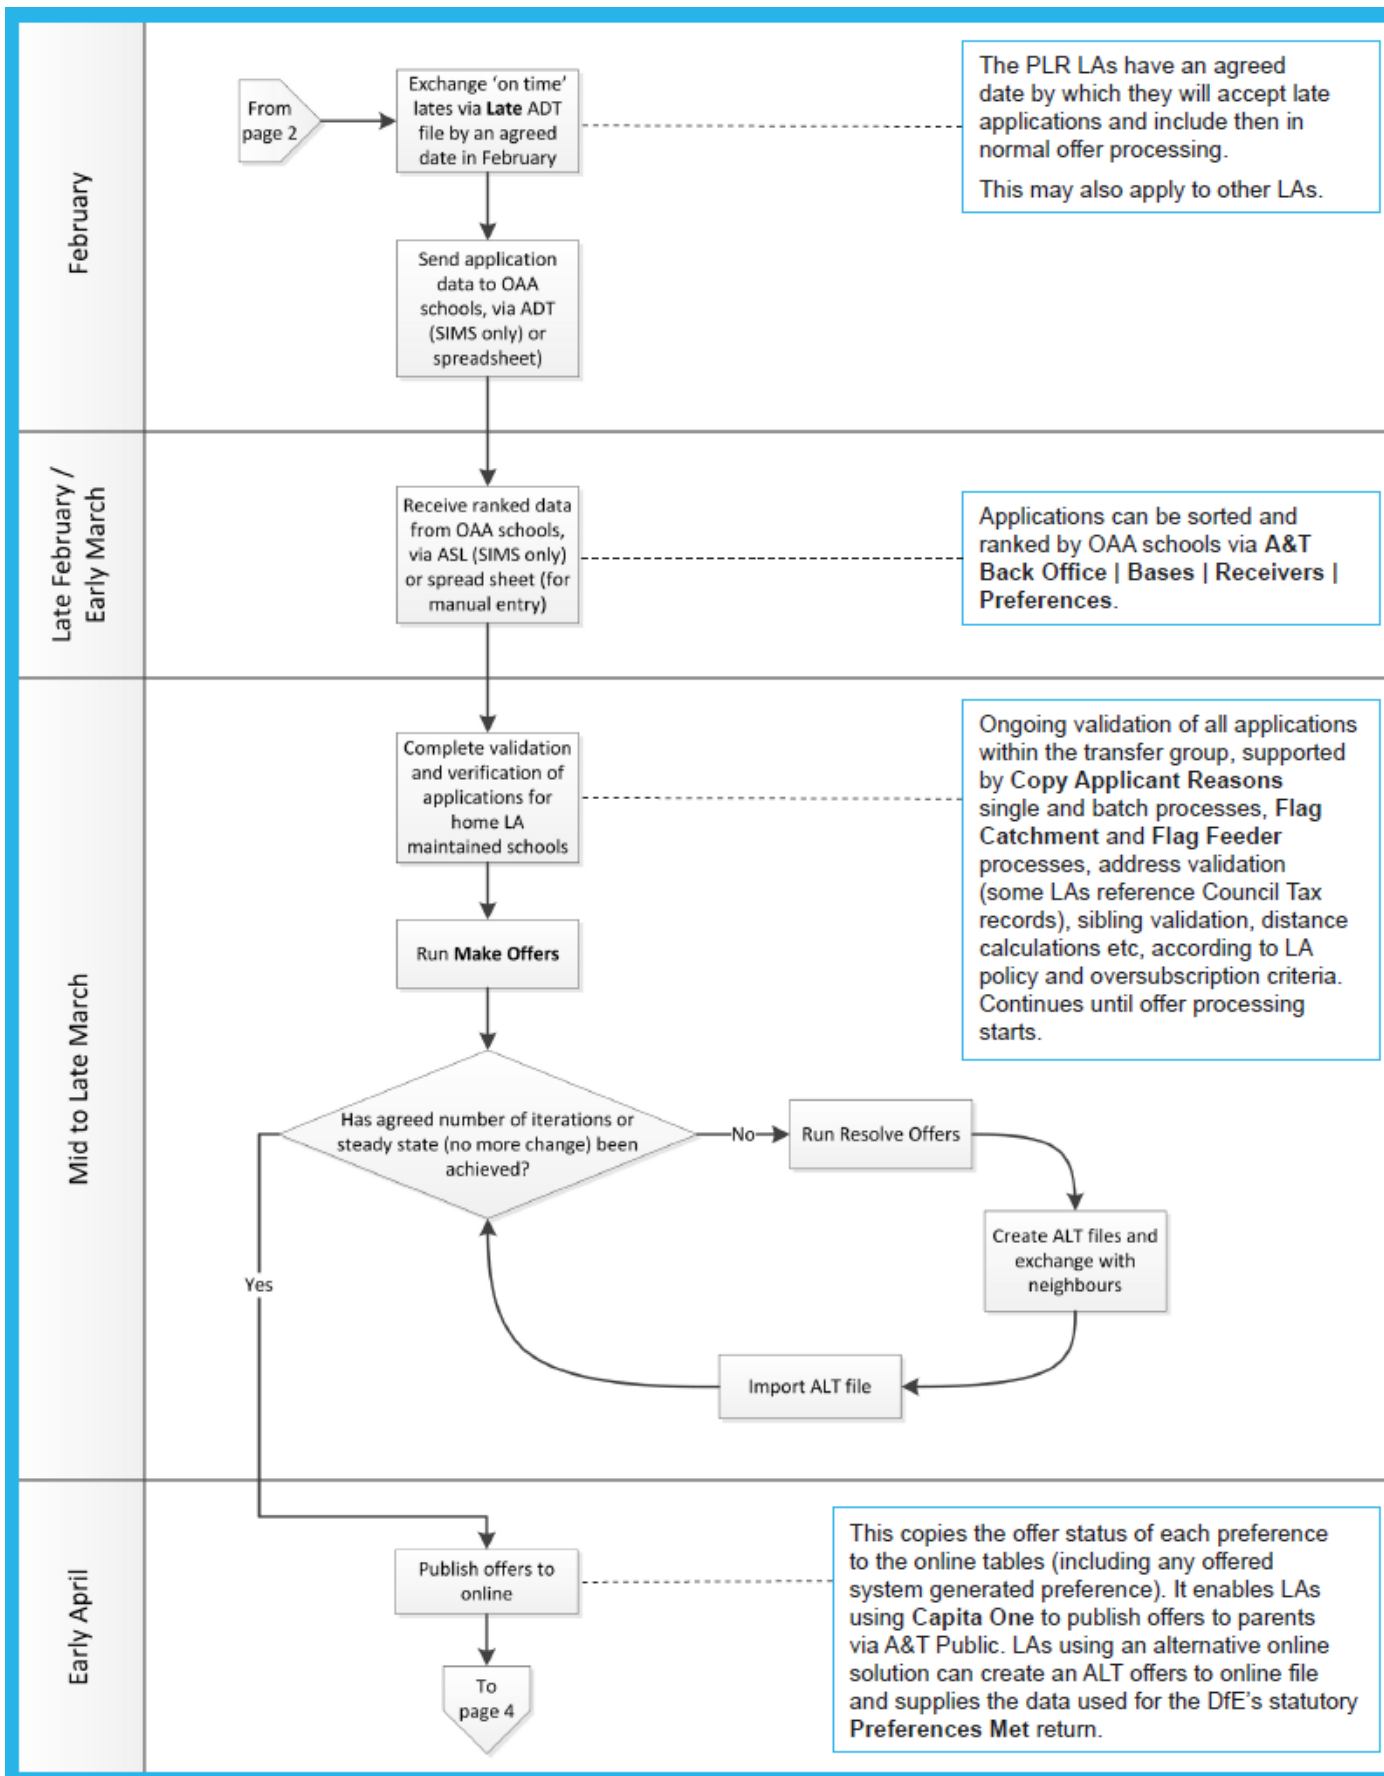 February
From
page 2
Exchange ‘on time’
lates via Late ADT
file by an agreed
date in February
The PLR LAs have an agreed
date by which they will accept late
applications and include then in
normal offer processing.
This may also apply to other LAs.
Send application
data to OAA
schools, via ADT
(SIMS only) or
spreadsheet)
Late February /
Early March
Receive ranked data
from OAA schools,
via ASL (SIMS only)
or spread sheet (for
manual entry)
Applications can be sorted and
ranked by OAA schools via A&T
Back Office | Bases | Receivers |
Preferences.
Mid to Late March
Complete validation
and verification of
applications for
home LA
maintained schools
Ongoing validation of all applications
within the transfer group, supported
by Copy Applicant Reasons
single and batch processes, Flag
Catchment and Flag Feeder
processes, address validation
(some LAs reference Council Tax
records), sibling validation, distance
calculations etc, according to LA
policy and oversubscription criteria.
Continues until offer processing
starts.
Run Make Offers
Has agreed number of iterations or
steady state (no more change) been
achieved?
No
Run Resolve Offers
Create ALT files and
exchange with
neighbours
Import ALT file
Yes
Early April
Publish offers to
online
This copies the offer status of each preference
to the online tables (including any offered
system generated preference). It enables LAs
using Capita One to publish offers to parents
via A&T Public. LAs using an alternative online
solution can create an ALT offers to online file
and supplies the data used for the DfE’s statutory
Preferences Met return.
To
page 4